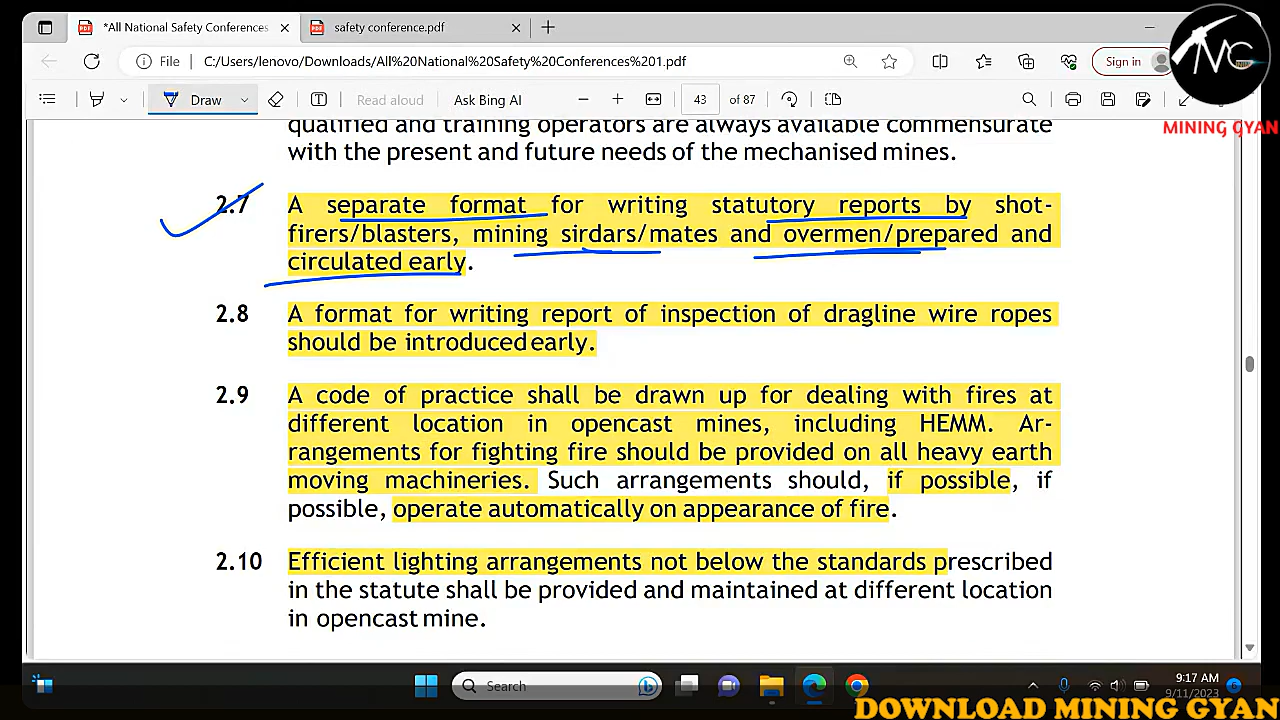 *All National Safety Conferences
safety conference.pdf
File
C:/Users/lenovo/Downloads/All%20National%20Safety%20Conferences%201.pdf
Sign in
MC
MINING GYAN
Draw
Read aloud
Ask Bing AI
43 of 87
qualified and training operators are always available commensurate
with the present and future needs of the mechanised mines.
2.7 A separate format for writing statutory reports by shot-
firers/blasters, mining sirdars/mates and overmen/prepared and
circulated early.
2.8 A format for writing report of inspection of dragline wire ropes
should be introduced early.
2.9 A code of practice shall be drawn up for dealing with fires at
different location in opencast mines, including HEMM. Ar-
rangements for fighting fire should be provided on all heavy earth
moving machineries. Such arrangements should, if possible, if
possible, operate automatically on appearance of fire.
2.10 Efficient lighting arrangements not below the standards prescribed
in the statute shall be provided and maintained at different location
in opencast mine.
Search
9:17 AM
9/11/2023
DOWNLOAD MINING GYAN